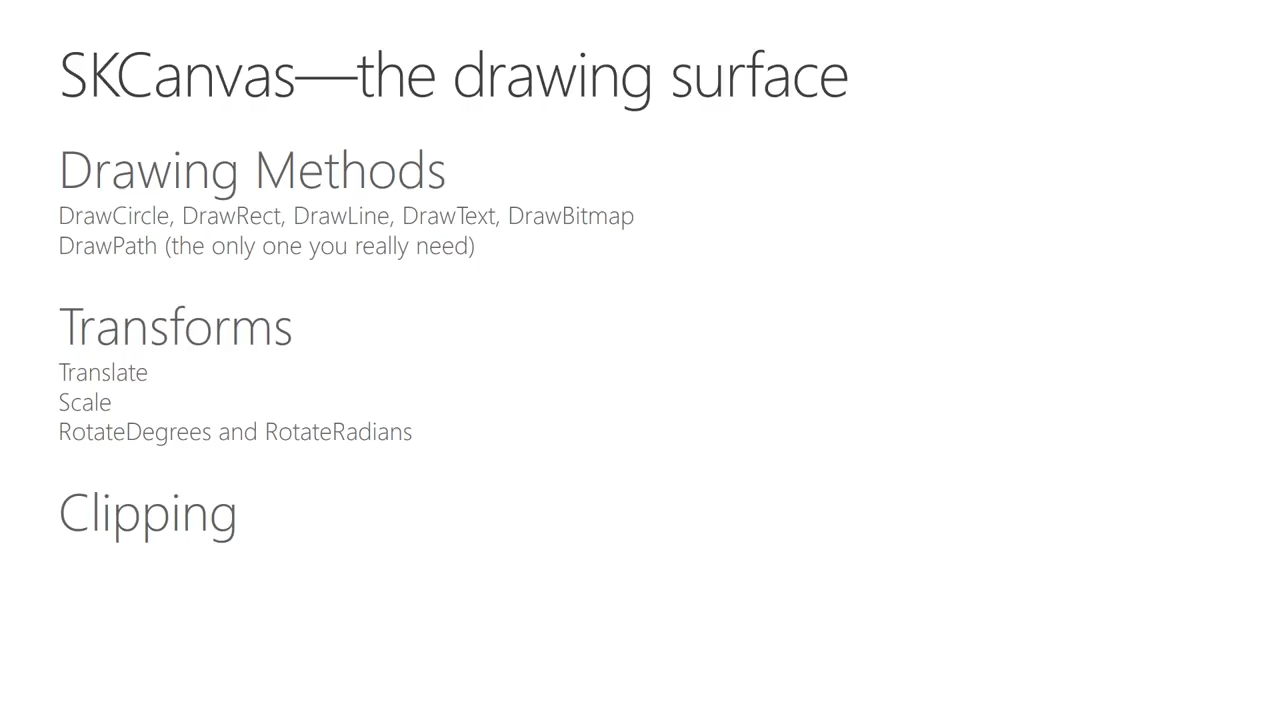 SKCanvas—the drawing surface
Drawing Methods
DrawCircle, DrawRect, DrawLine, DrawText, DrawBitmap
DrawPath (the only one you really need)
Transforms
Translate
Scale
RotateDegrees and RotateRadians
Clipping